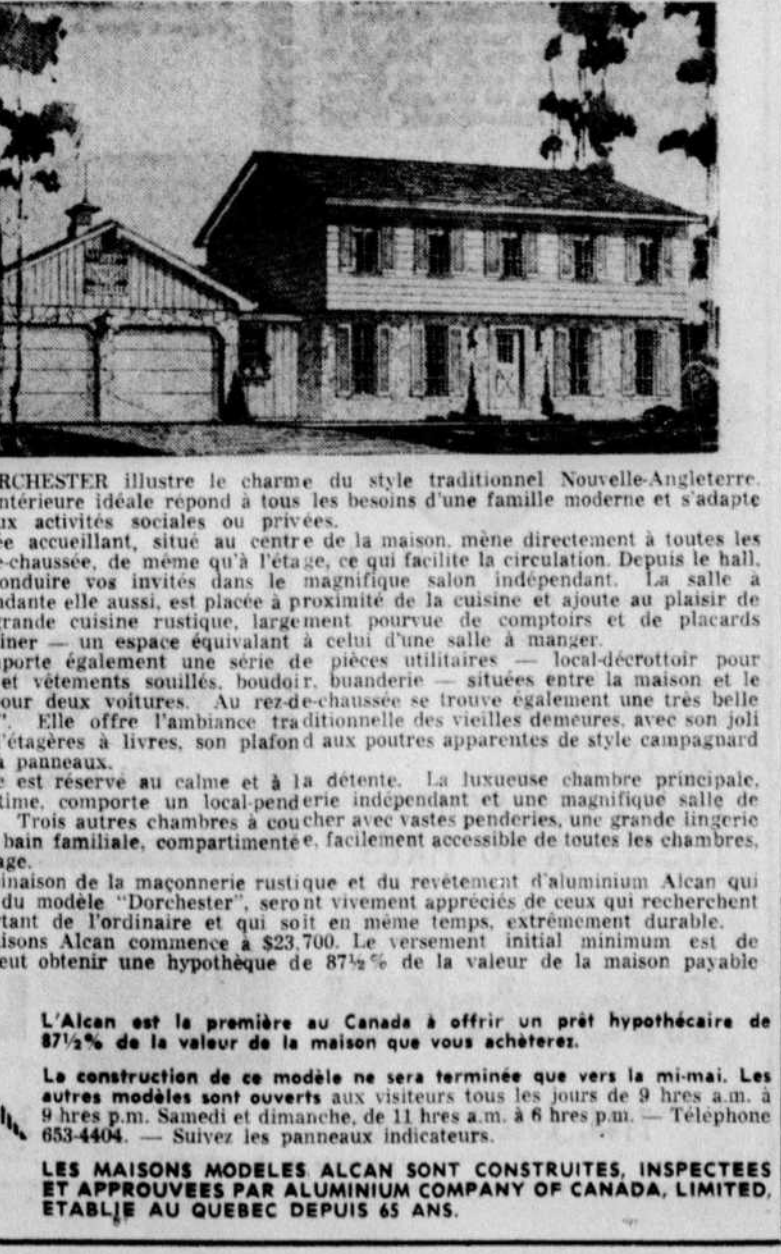 RCHESTER illustre le charme du style traditionnel Nouvelle-Angleterre.
ntérieure idéale répond à tous les besoins d'une famille moderne et s'adapte
ux activités sociales ou privées.
ée accueillant, situé au centre de la maison, mène directement à toutes les
e-chaussée, de même qu'à l'étage, ce qui facilite la circulation. Depuis le hall,
onduire vos invités dans le magnifique salon indépendant. La salle à
ndante elle aussi, est placée à proximité de la cuisine et ajoute au plaisir de
grande cuisine rustique, largement pourvue de comptoirs et de placards
iner — un espace équivalant à celui d'une salle à manger.
porte également une série de pièces utilitaires — local-décrottoir pour
et vêtements souillés, boudoir, buanderie — situées entre la maison et le
our deux voitures. Au rez-de-chaussée se trouve également une très belle
". Elle offre l'ambiance traditionnelle des vieilles demeures, avec son joli
'étagères à livres, son plafond aux poutres apparentes de style campagnard
à panneaux.
e est réservé au calme et à la détente. La luxueuse chambre principale,
time, comporte un local-penderie indépendant et une magnifique salle de
Trois autres chambres à coucher avec vastes penderies, une grande lingerie
bain familiale, compartimentée, facilement accessible de toutes les chambres,
age.
inaison de la maçonnerie rustique et du revêtement d'aluminium Alcan qui
du modèle "Dorchester", seront vivement appréciés de ceux qui recherchent
rtant de l'ordinaire et qui soit en même temps, extrêmement durable.
isons Alcan commence à $23,700. Le versement initial minimum est de
eut obtenir une hypothèque de 87½% de la valeur de la maison payable
L'Alcan est la première au Canada à offrir un prêt hypothécaire de
87½% de la valeur de la maison que vous achèterez.
La construction de ce modèle ne sera terminée que vers la mi-mai. Les
autres modèles sont ouverts aux visiteurs tous les jours de 9 hres a.m. à
9 hres p.m. Samedi et dimanche, de 11 hres a.m. à 6 hres p.m. — Téléphone
653-4404. — Suivez les panneaux indicateurs.
LES MAISONS MODELES ALCAN SONT CONSTRUITES, INSPECTEES
ET APPROUVEES PAR ALUMINIUM COMPANY OF CANADA, LIMITED,
ETABLIE AU QUEBEC DEPUIS 65 ANS.